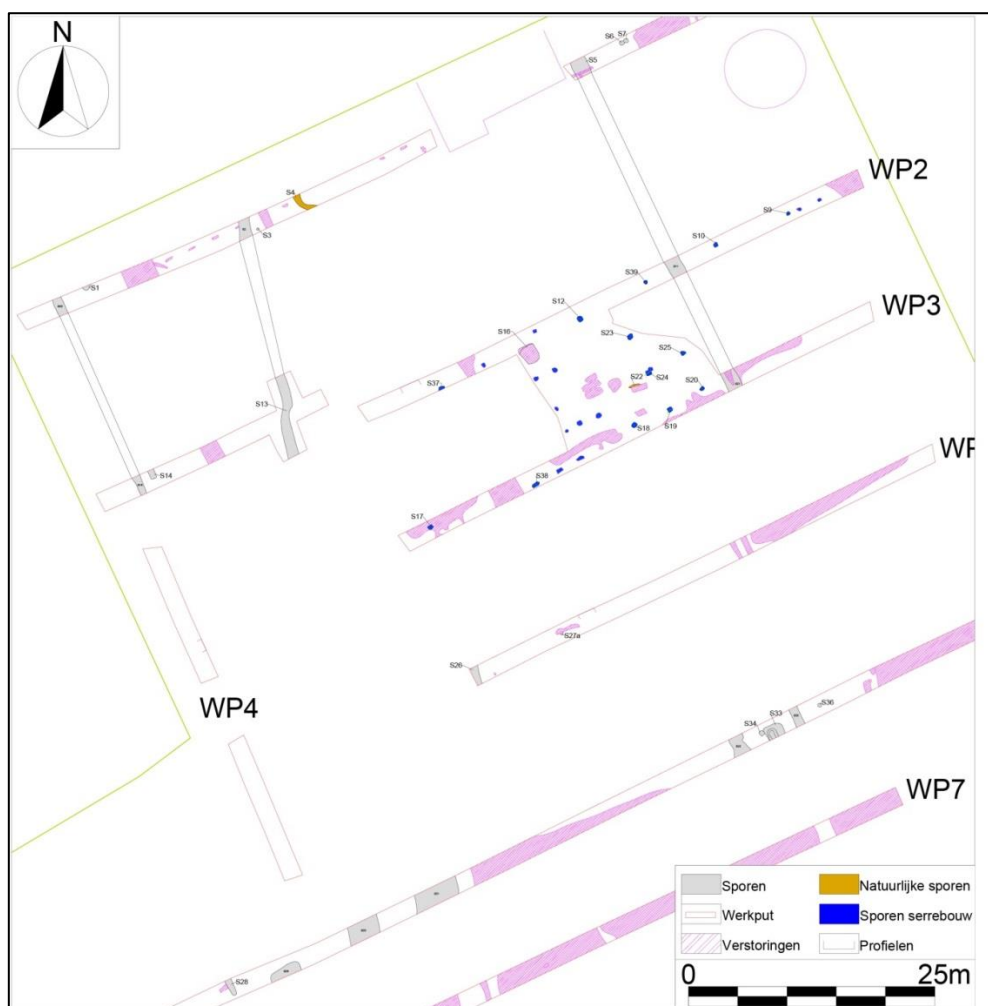 N
S6
S7
S5
WP2
S4
S9
S3
S10
S39
S1
WP3
S12
S23
S16
S25
S22
S24
S37
S20
S13
S19
S18
WP
S14
S38
S17
S27a
S26
WP4
S33
S34
S36
WP7
Sporen
Natuurlijke sporen
Werkput
Sporen serrebouw
Verstoringen
Profielen
S28
0
25m